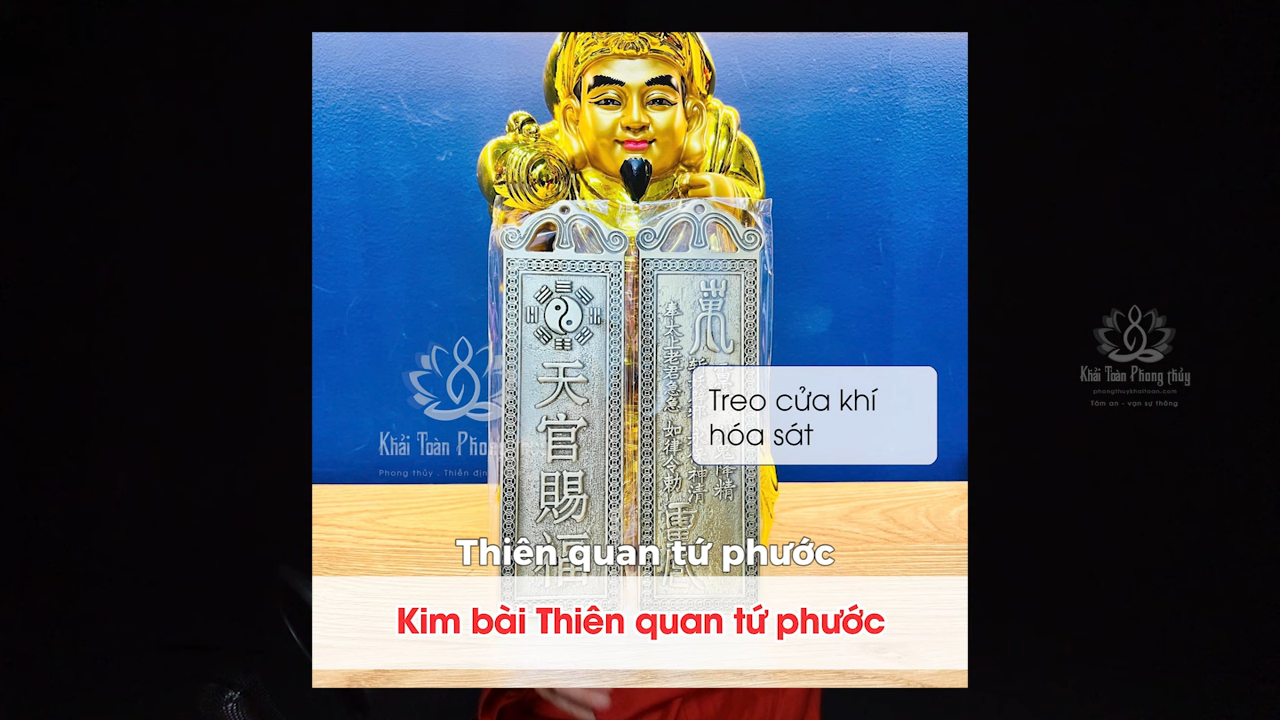 天官賜福
奉太上老君急急如律令勅
Treo cửa khí
hóa sát
Khải Toàn Phong
Phong thủy . Thiền địn
Khải Toàn Phong thủy
phongthuykhaitoan.com
Tâm an - vạn sự thông
Thiên quan tứ phước
Kim bài Thiên quan tứ phước